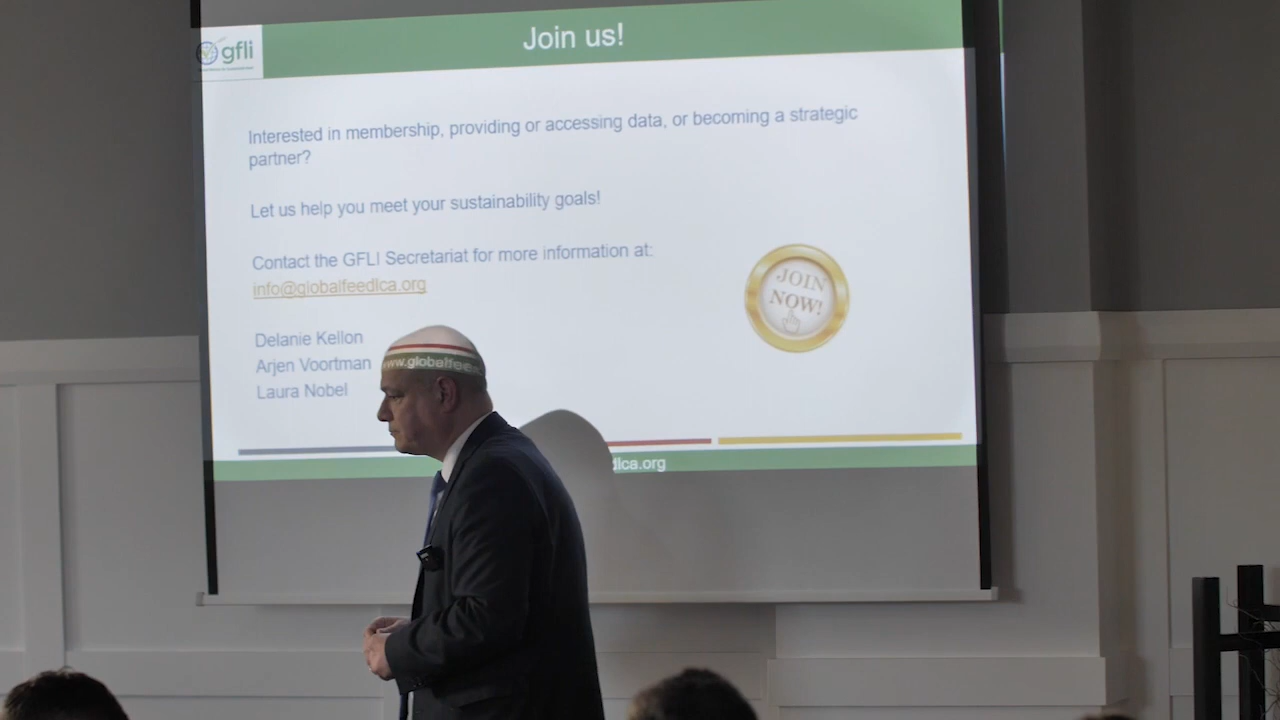 gfli
Join us!
Interested in membership, providing or accessing data, or becoming a strategic
partner?
Let us help you meet your sustainability goals!
Contact the GFLI Secretariat for more information at:
info@globalfeedlca.org
JOIN
NOW!
Delanie Kellon
Arjen Voortman
Laura Nobel
www.globalfee
dlca.org